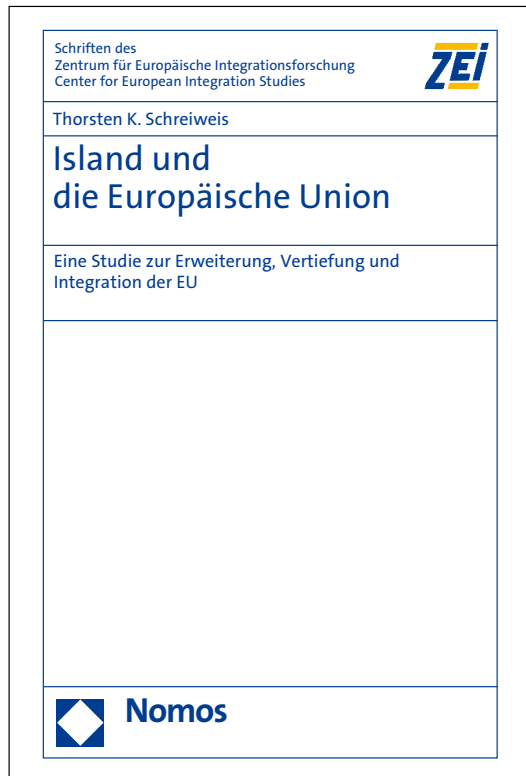 Schriften des
Zentrum für Europäische Integrationsforschung
Center for European Integration Studies
ZEi
Thorsten K. Schreiweis
Island und
die Europäische Union
Eine Studie zur Erweiterung, Vertiefung und
Integration der EU
Nomos